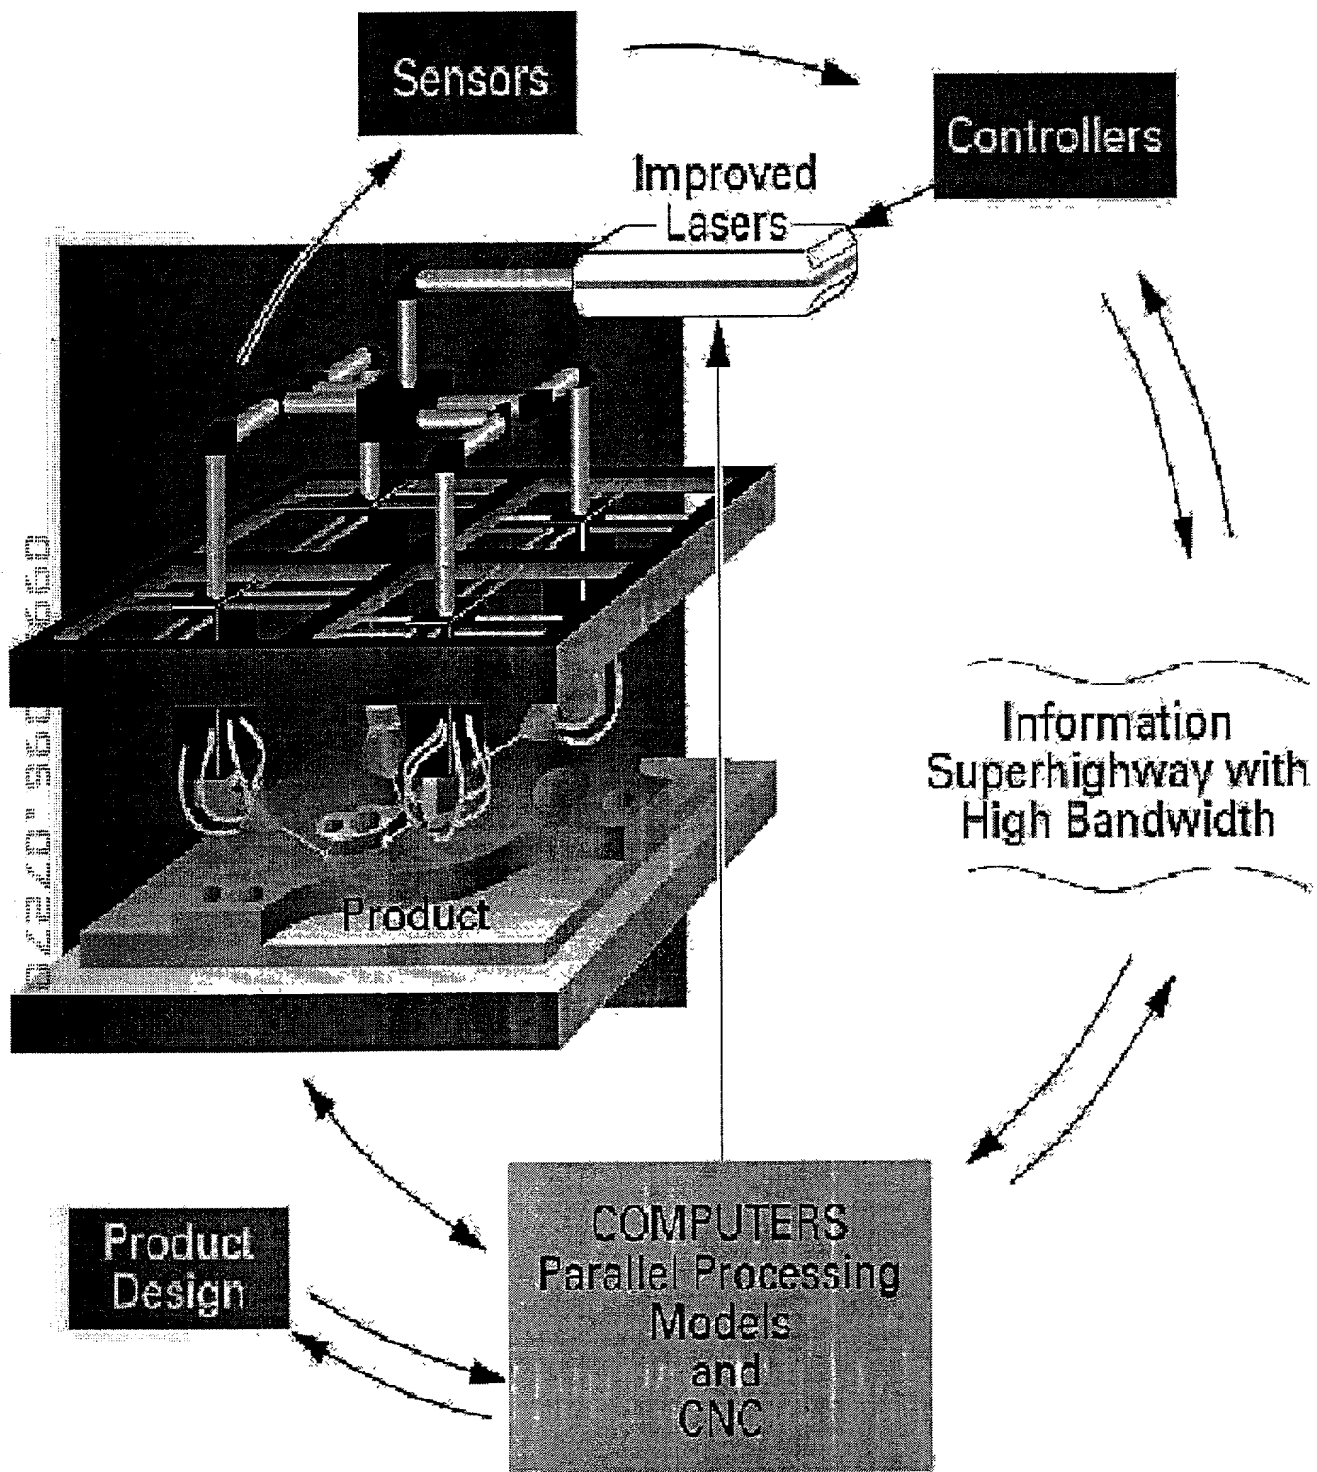 Sensors
Controllers
Improved
Lasers
Information
Superhighway with
High Bandwidth
Product
Product
Design
COMPUTERS
Parallel Processing
Models
and
CNC